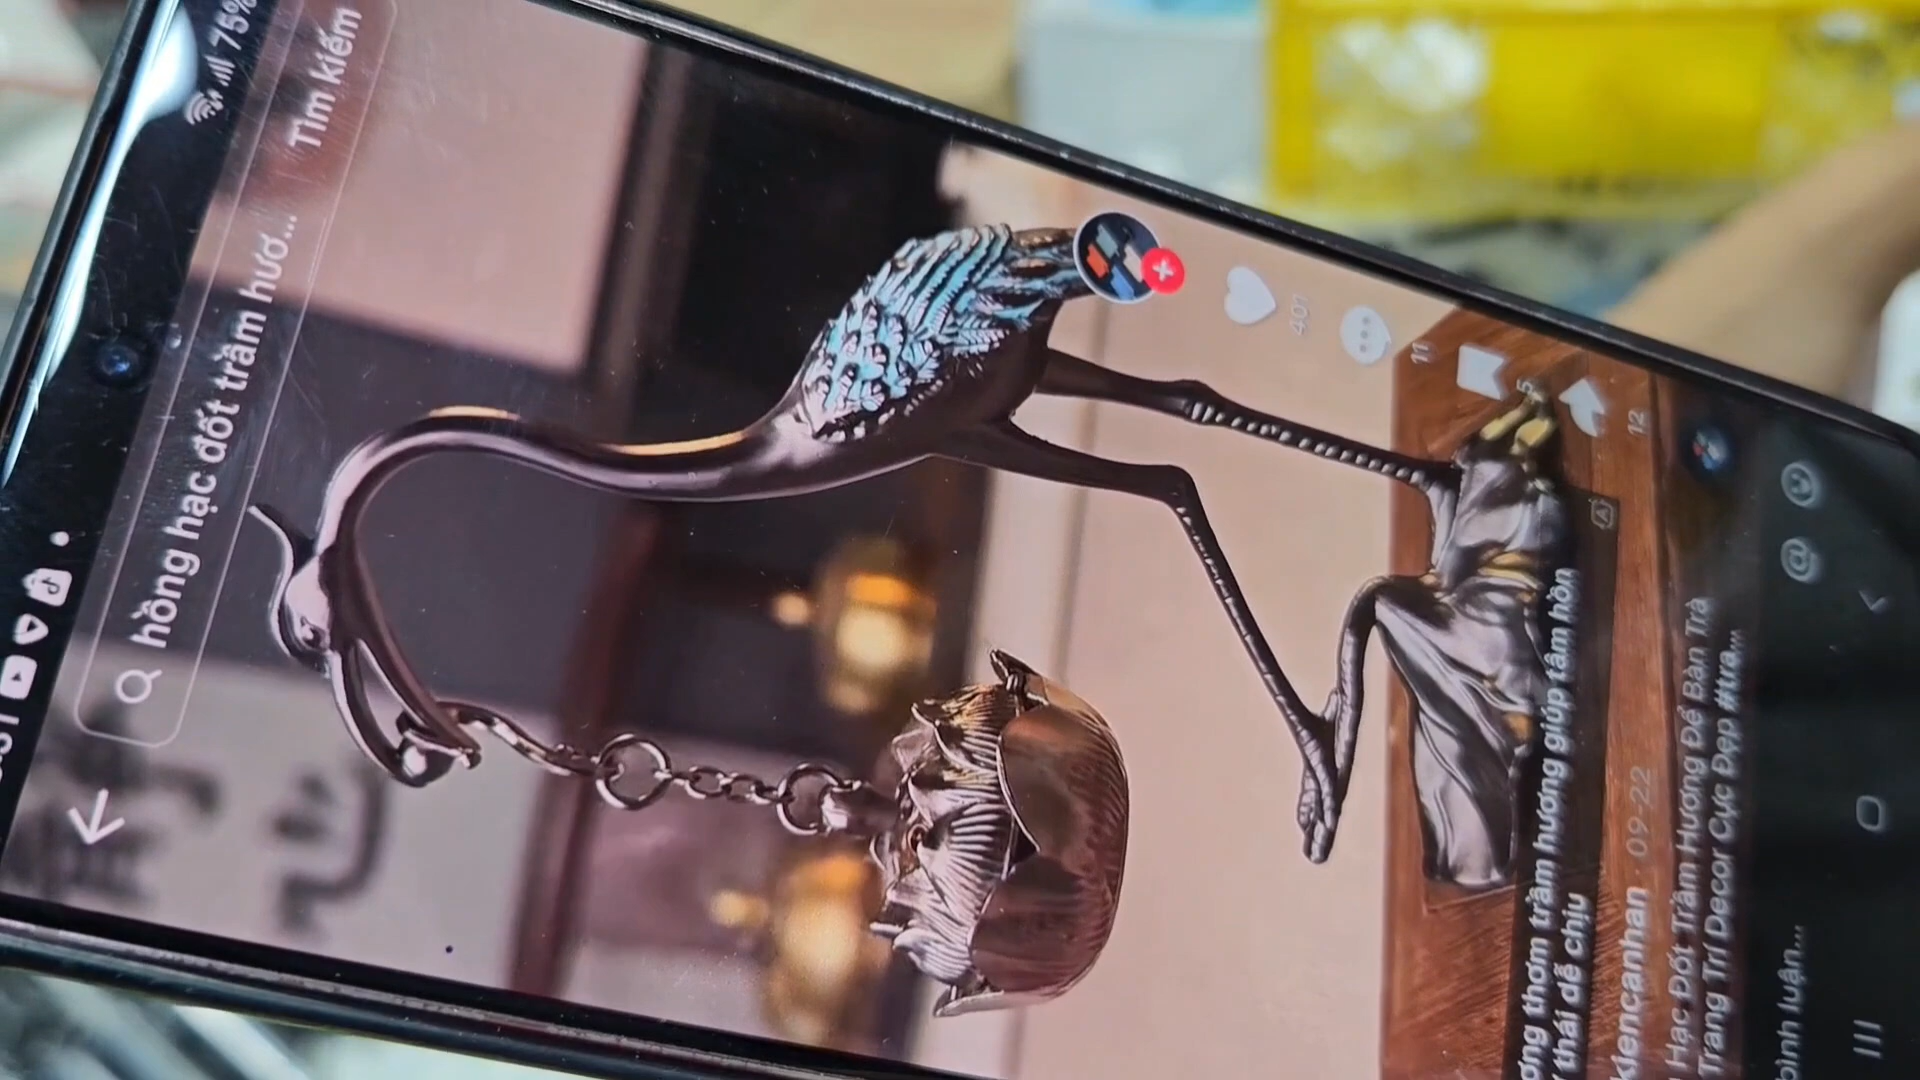 75%
hồng hạc đốt trầm hươ...
Tìm kiếm
401
11
5
12
thơm trầm hương giúp tâm hồn
thái dễ chịu
kiencanhan · 09-22
Hạc Đốt Trầm Hương Để Bàn Trà
Trang Trí Decor Cực Đẹp #tra...
bình luận...